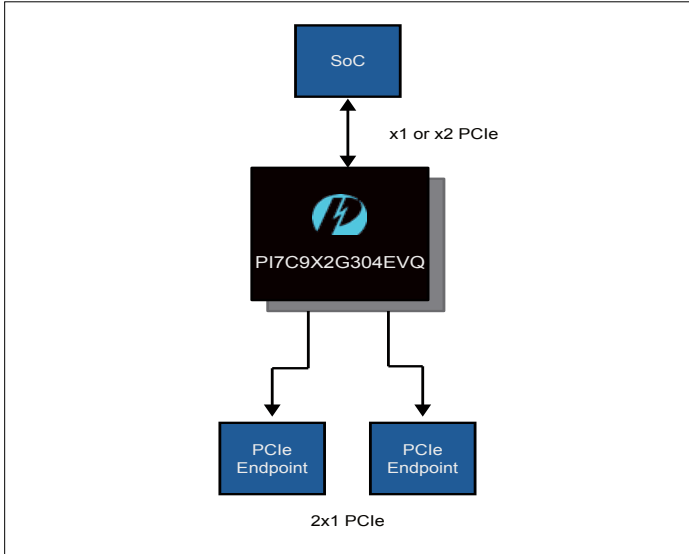 SoC
x1 or x2 PCIe
PI7C9X2G304EVQ
PCIe
Endpoint
PCIe
Endpoint
2x1 PCIe